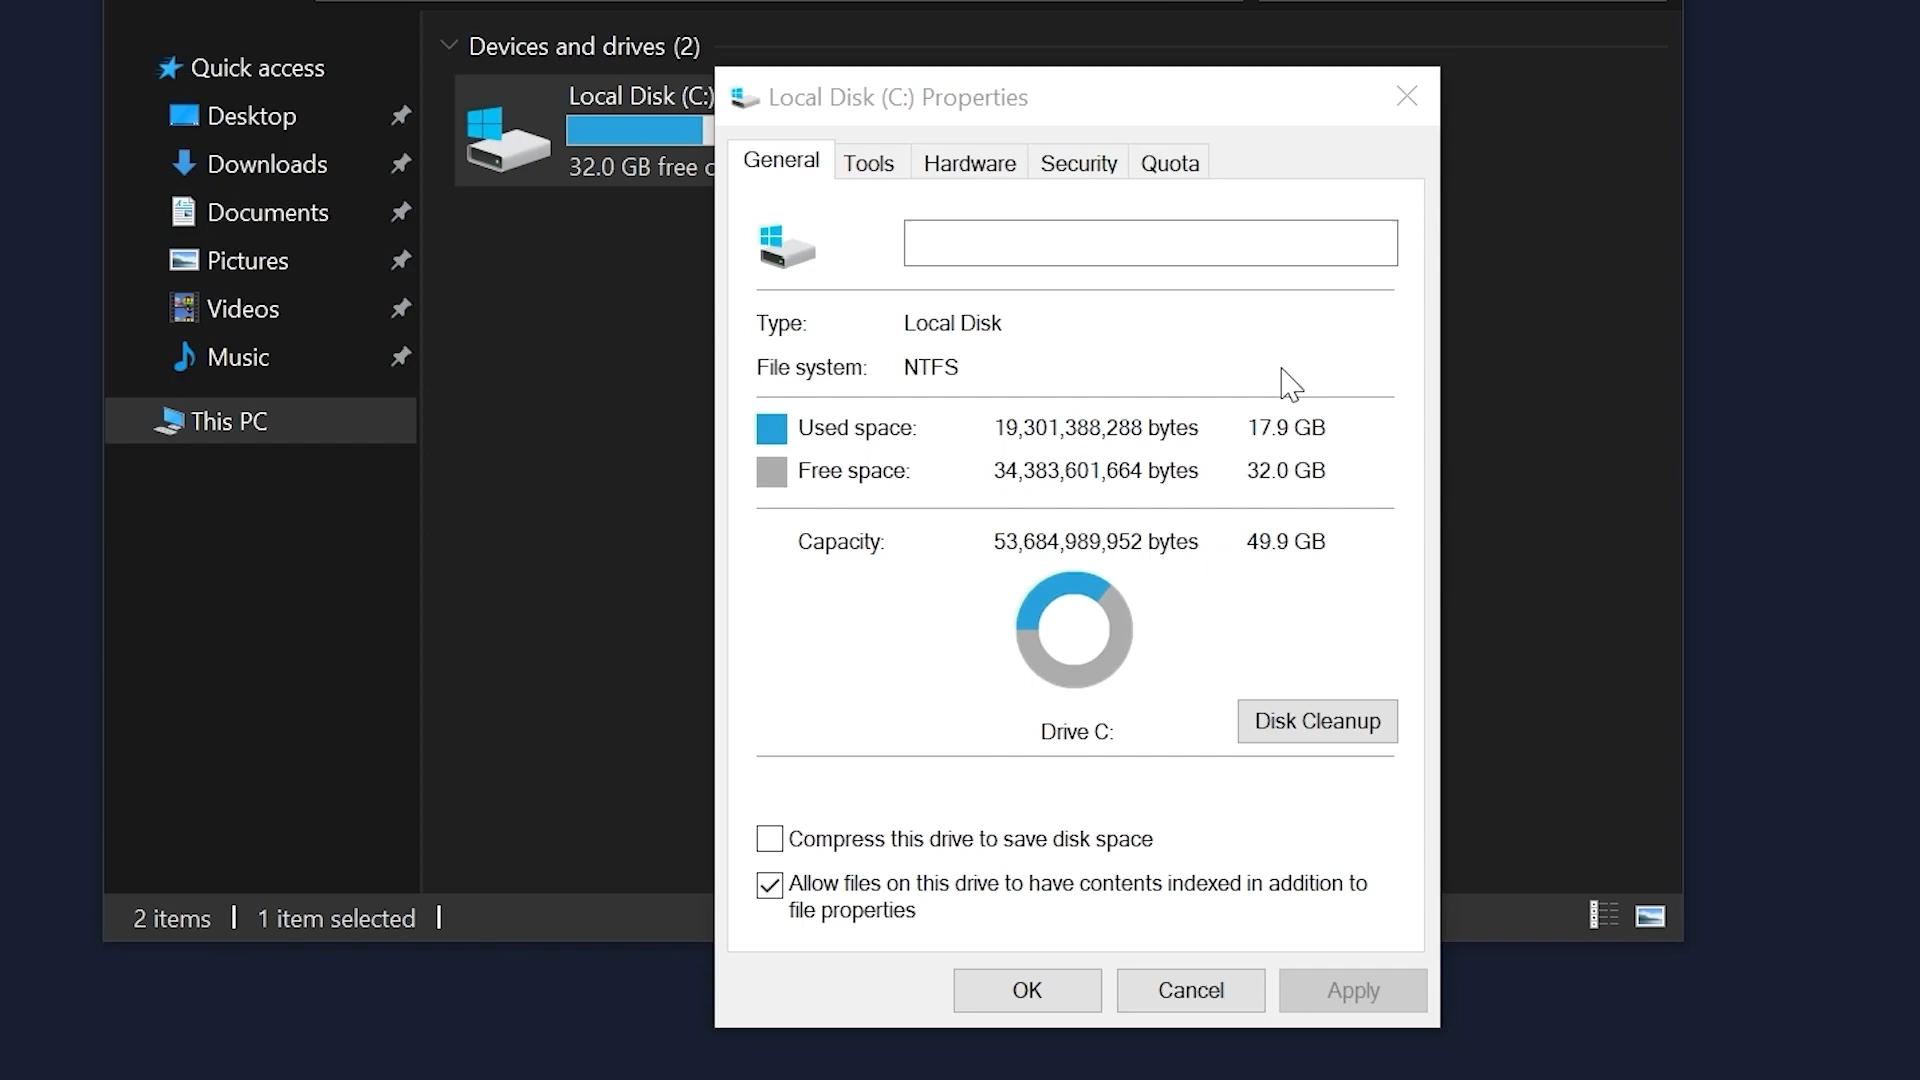 Quick access
Desktop
Downloads
Documents
Pictures
Videos
Music
This PC
Devices and drives (2)
Local Disk (C:)
32.0 GB free
Local Disk (C:) Properties
General Tools Hardware Security Quota
Type: Local Disk
File system: NTFS
Used space: 19,301,388,288 bytes 17.9 GB
Free space: 34,383,601,664 bytes 32.0 GB
Capacity: 53,684,989,952 bytes 49.9 GB
Drive C:
Disk Cleanup
Compress this drive to save disk space
Allow files on this drive to have contents indexed in addition to
file properties
OK Cancel Apply
2 items 1 item selected